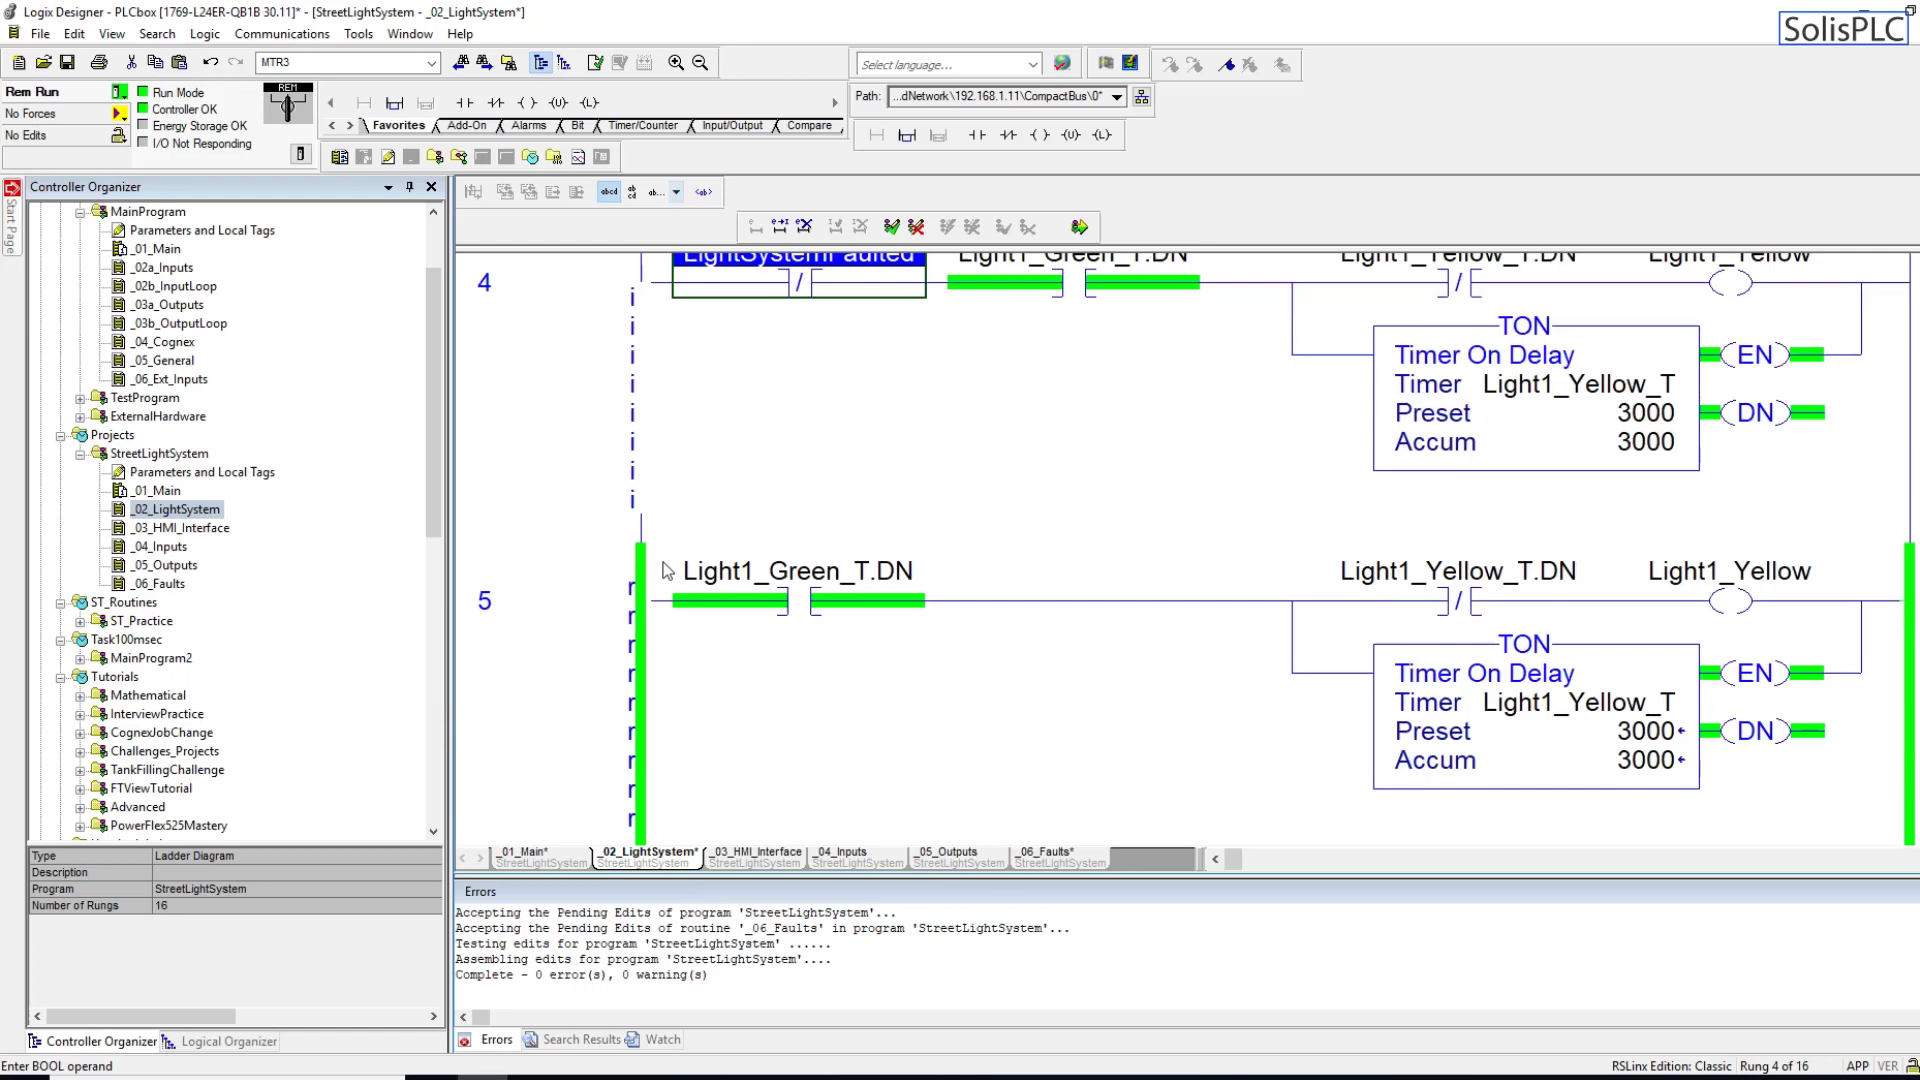 Logix Designer - PLCbox [1769-L24ER-QB1B 30.11]* - [StreetLightSystem - _02_LightSystem*]
SolisPLC
File Edit View Search Logic Communications Tools Window Help
MTR3
Select language...
Rem Run
No Forces
No Edits
Run Mode
Controller OK
Energy Storage OK
I/O Not Responding
REM
Path: ...dNetwork\192.168.1.11\CompactBus\0*
Favorites Add-On Alarms Bit Timer/Counter Input/Output Compare
Start Page
Controller Organizer
MainProgram
Parameters and Local Tags
_01_Main
_02a_Inputs
_02b_InputLoop
_03a_Outputs
_03b_OutputLoop
_04_Cognex
_05_General
_06_Ext_Inputs
TestProgram
ExternalHardware
Projects
StreetLightSystem
Parameters and Local Tags
_01_Main
_02_LightSystem
_03_HMI_Interface
_04_Inputs
_05_Outputs
_06_Faults
ST_Routines
ST_Practice
Task100msec
MainProgram2
Tutorials
Mathematical
InterviewPractice
CognexJobChange
Challenges_Projects
TankFillingChallenge
FTViewTutorial
Advanced
PowerFlex525Mastery
Type Ladder Diagram
Description
Program StreetLightSystem
Number of Rungs 16
Controller Organizer Logical Organizer
LightSystemFaulted Light1_Green_T.DN Light1_Yellow_T.DN Light1_Yellow
4
i
i
i
i
i
i
i
i
TON
Timer On Delay EN
Timer Light1_Yellow_T
Preset 3000 DN
Accum 3000
Light1_Green_T.DN Light1_Yellow_T.DN Light1_Yellow
5
r
r
r
r
r
r
r
r
r
TON
Timer On Delay EN
Timer Light1_Yellow_T
Preset 3000 DN
Accum 3000
_01_Main* _02_LightSystem* _03_HMI_Interface _04_Inputs _05_Outputs _06_Faults*
StreetLightSystem StreetLightSystem StreetLightSystem StreetLightSystem StreetLightSystem StreetLightSystem
Errors
Accepting the Pending Edits of program 'StreetLightSystem'...
Accepting the Pending Edits of routine '_06_Faults' in program 'StreetLightSystem'...
Testing edits for program 'StreetLightSystem' ......
Assembling edits for program 'StreetLightSystem'....
Complete - 0 error(s), 0 warning(s)
Errors Search Results Watch
Enter BOOL operand
RSLinx Edition: Classic Rung 4 of 16 APP VER